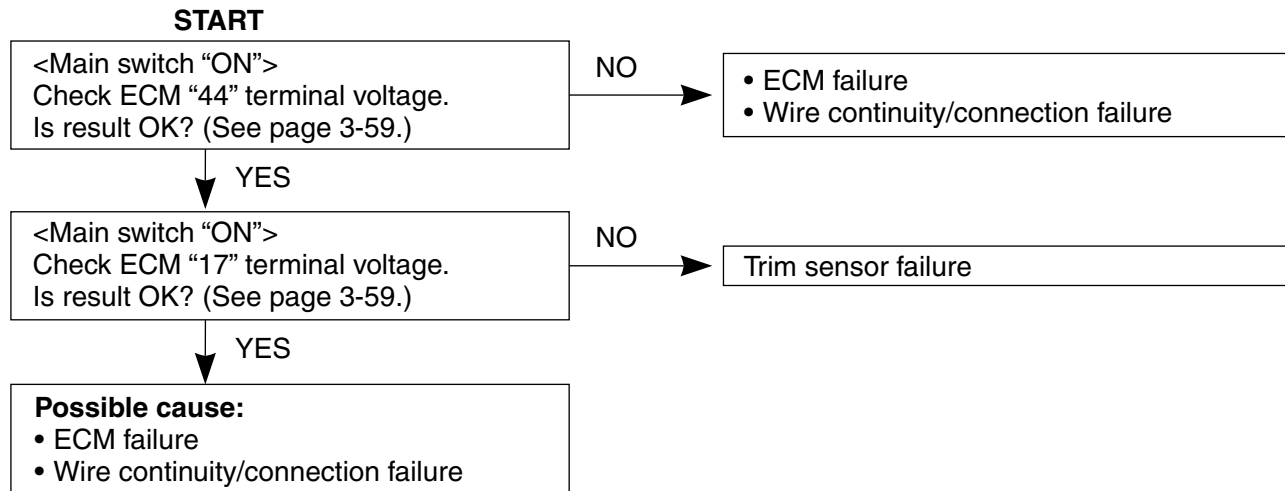 START
<Main switch “ON”>
Check ECM “44” terminal voltage.
Is result OK? (See page 3-59.)
NO
• ECM failure
• Wire continuity/connection failure
YES
<Main switch “ON”>
Check ECM “17” terminal voltage.
Is result OK? (See page 3-59.)
NO
Trim sensor failure
YES
Possible cause:
• ECM failure
• Wire continuity/connection failure